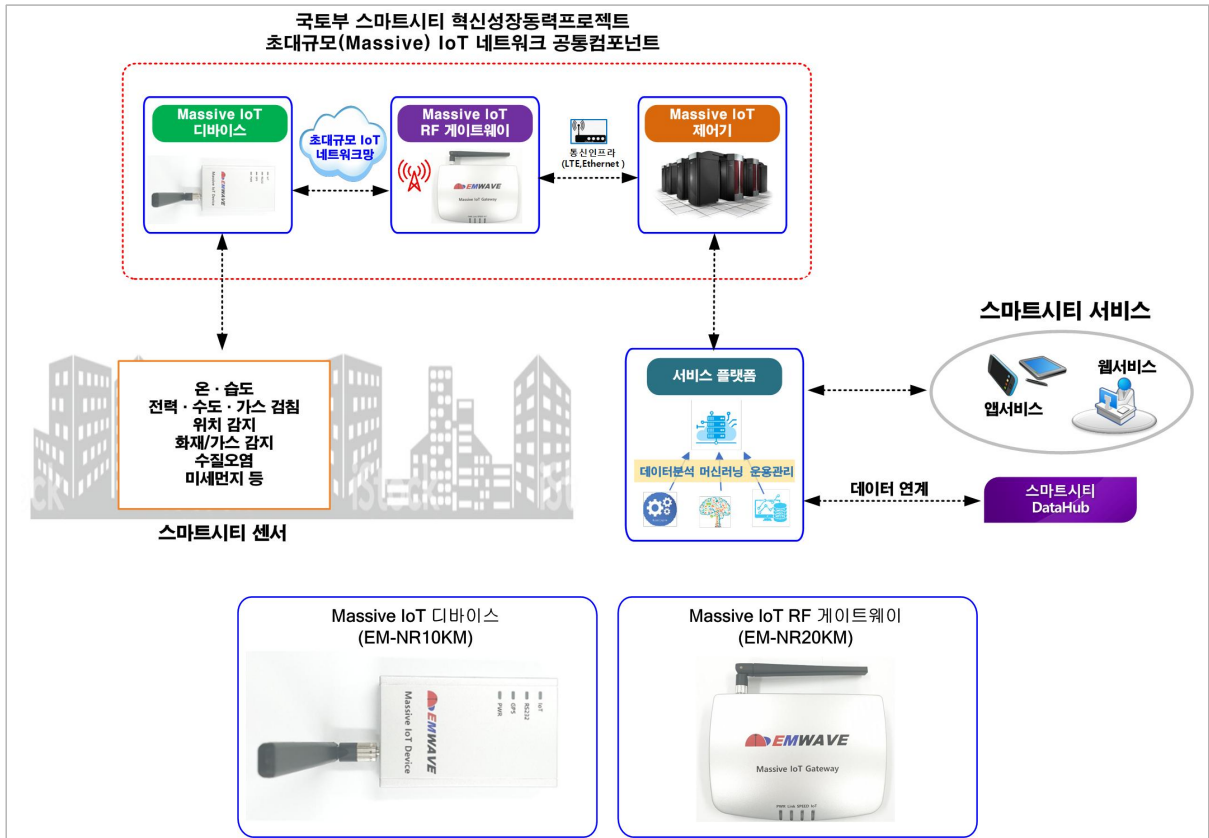 국토부 스마트시티 혁신성장동력프로젝트
초대규모(Massive) IoT 네트워크 공통컴포넌트
Massive IoT
디바이스
초대규모 IoT
네트워크망
Massive IoT
RF 게이트웨이
통신인프라
(LTE,Ethernet )
Massive IoT
제어기
EMWAVE
Massive IoT Device
EMWAVE
Massive IoT Gateway
온 · 습도
전력 · 수도 · 가스 검침
위치 감지
화재/가스 감지
수질오염
미세먼지 등
스마트시티 센서
서비스 플랫폼
데이터분석 머신러닝 운용관리
스마트시티 서비스
앱서비스
웹서비스
데이터 연계
스마트시티
DataHub
Massive IoT 디바이스
(EM-NR10KM)
EMWAVE
Massive IoT Device
IoT
RS232
GPS
PWR
Massive IoT RF 게이트웨이
(EM-NR20KM)
EMWAVE
Massive IoT Gateway
PWR Link SPEED IoT